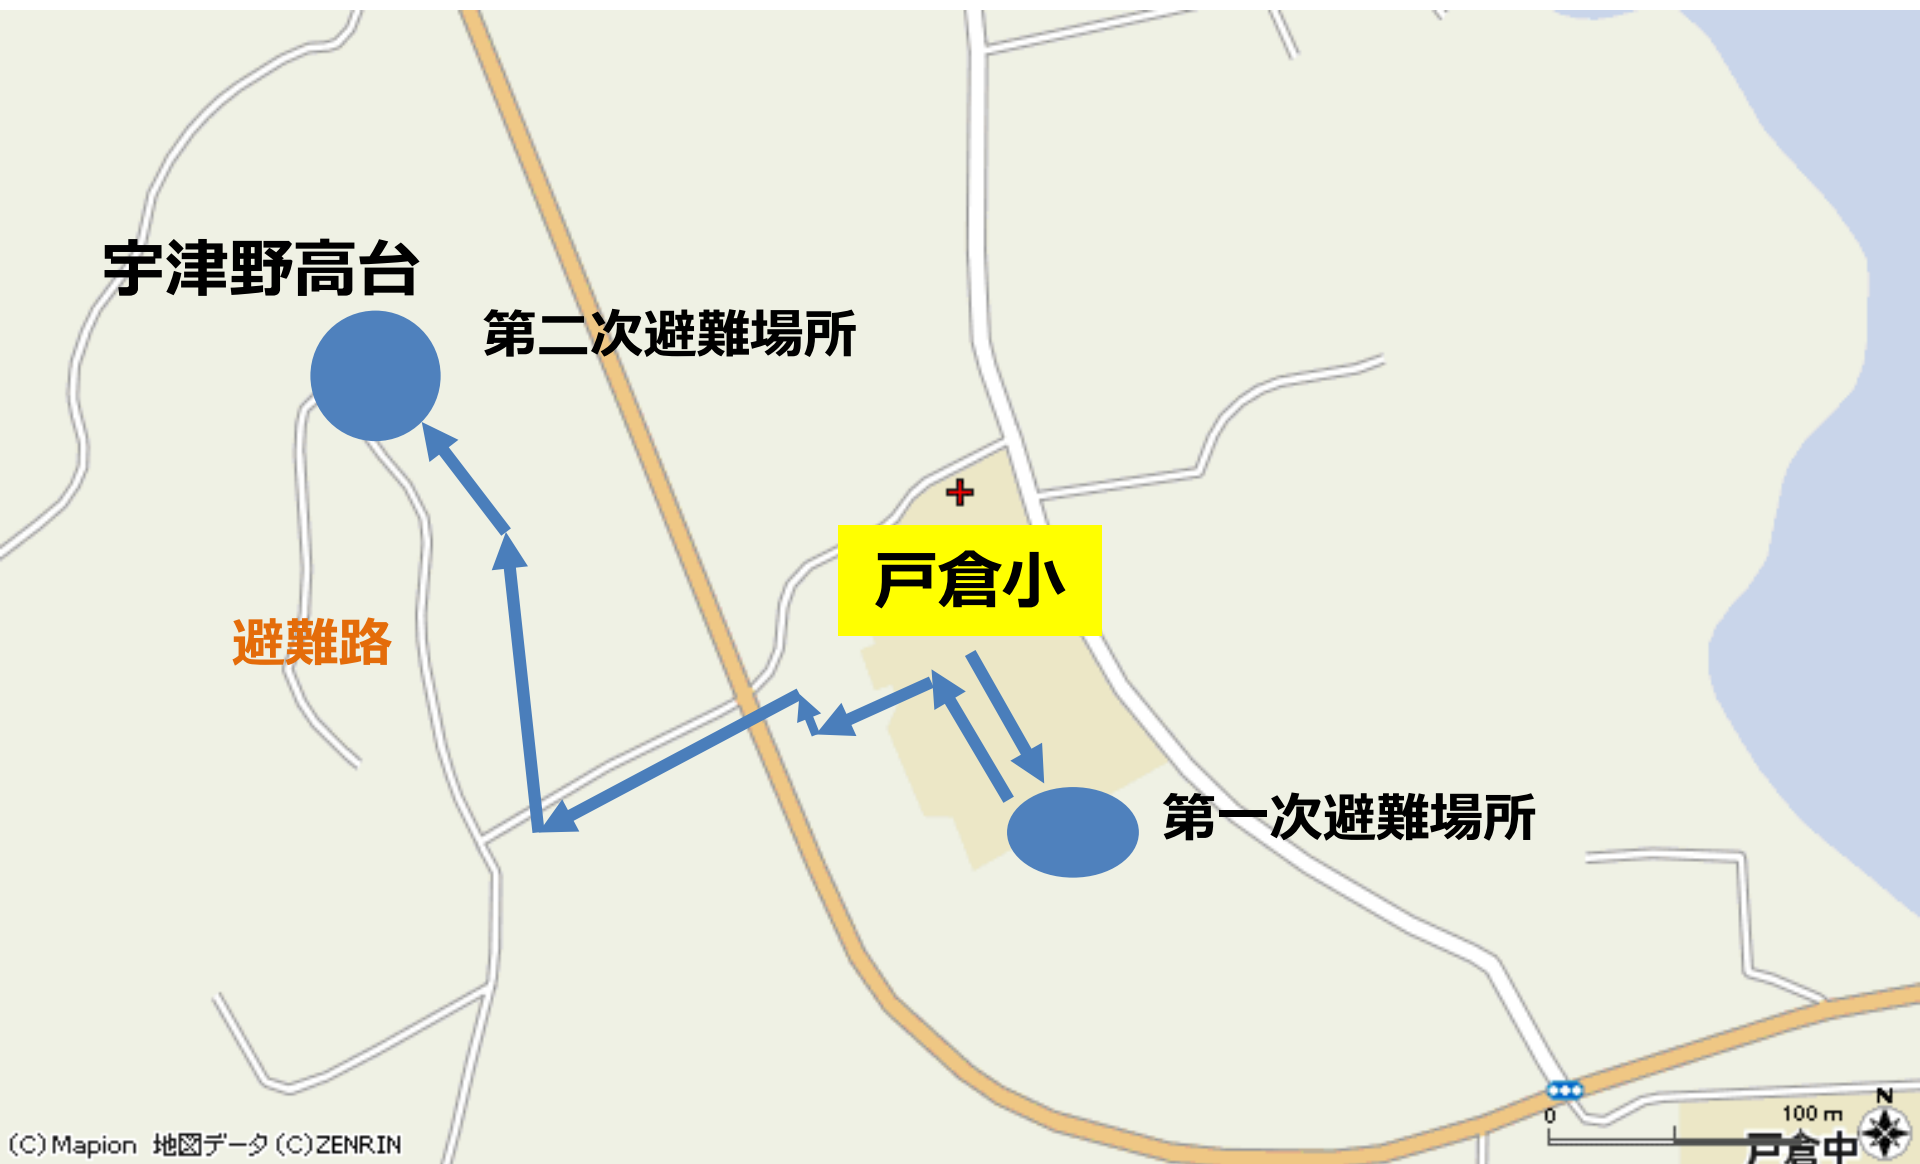 宇津野高台
第二次避難場所
戸倉小
避難路
第一次避難場所
N
0
100 m
戸倉中
(C)Mapion 地図データ(C)ZENRIN